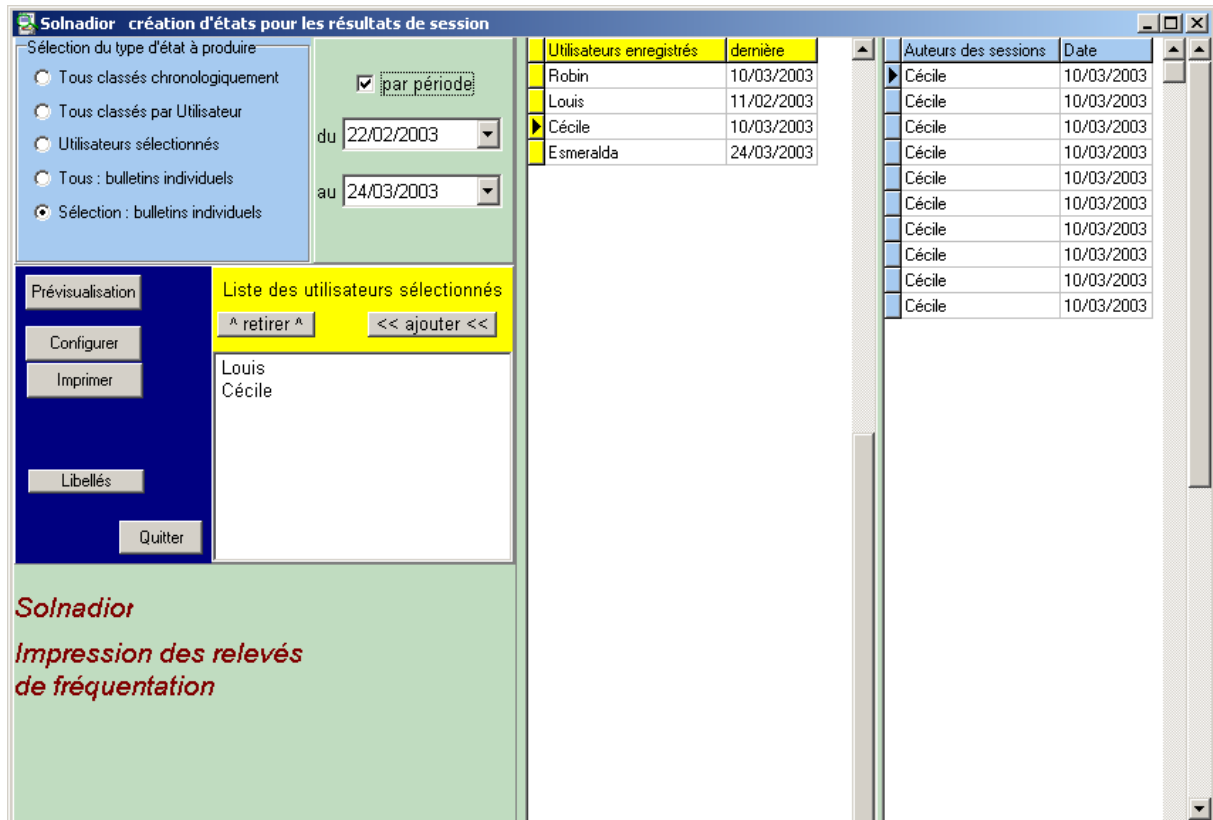 Solnadior création d'états pour les résultats de session
Sélection du type d'état à produire
Tous classés chronologiquement
Tous classés par Utilisateur
Utilisateurs sélectionnés
Tous : bulletins individuels
Sélection : bulletins individuels
par période
du 22/02/2003
au 24/03/2003
Prévisualisation
Configurer
Imprimer
Libellés
Quitter
Liste des utilisateurs sélectionnés
^ retirer ^ << ajouter <<
Louis
Cécile
Solnadior
Impression des relevés
de fréquentation
Utilisateurs enregistrés dernière
Robin 10/03/2003
Louis 11/02/2003
Cécile 10/03/2003
Esmeralda 24/03/2003
Auteurs des sessions Date
Cécile 10/03/2003
Cécile 10/03/2003
Cécile 10/03/2003
Cécile 10/03/2003
Cécile 10/03/2003
Cécile 10/03/2003
Cécile 10/03/2003
Cécile 10/03/2003
Cécile 10/03/2003
Cécile 10/03/2003